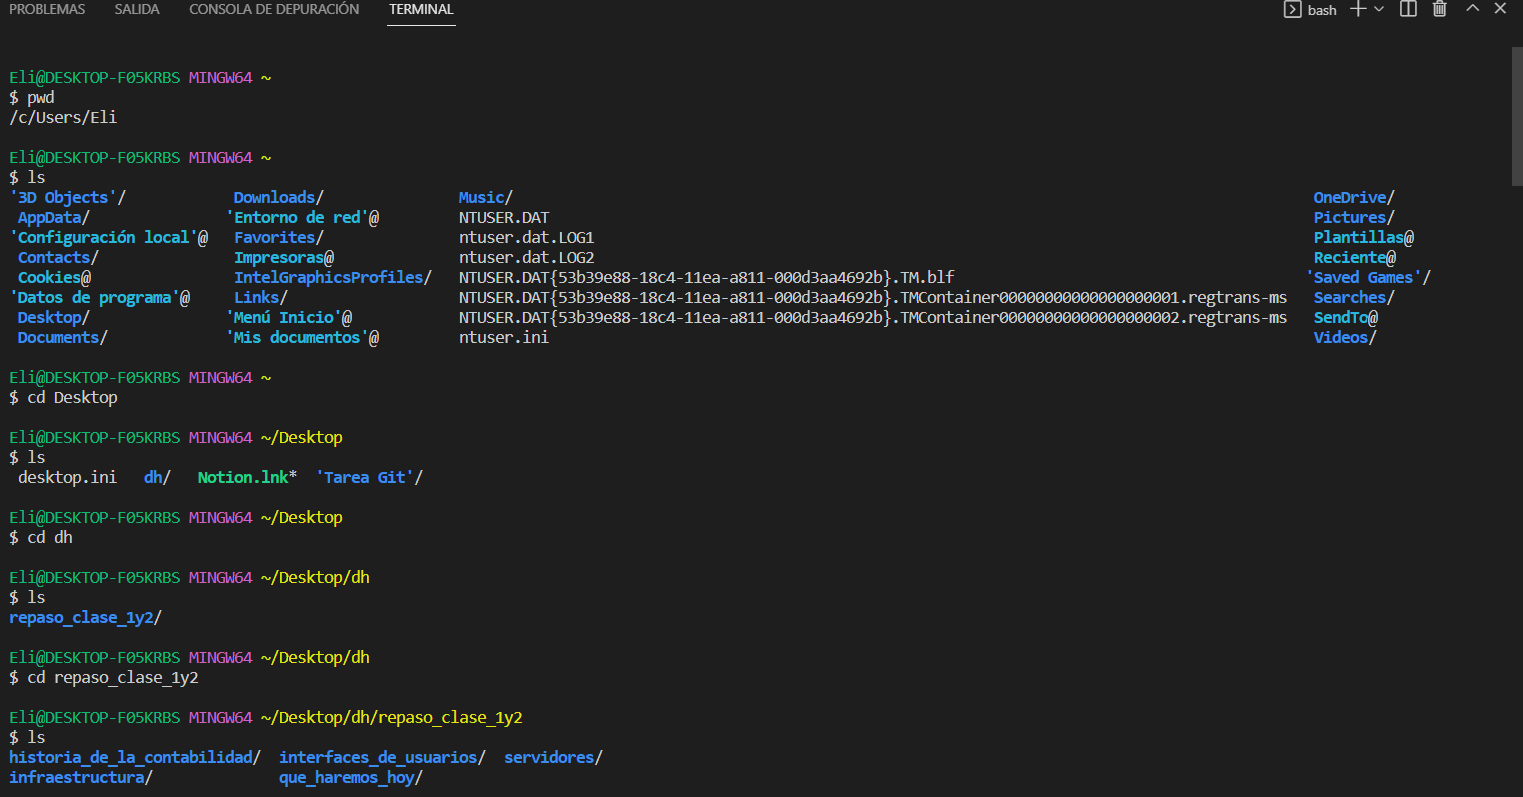 PROBLEMAS SALIDA CONSOLA DE DEPURACIÓN TERMINAL bash
Eli@DESKTOP-F05KRBS MINGW64 ~
$ pwd
/c/Users/Eli
Eli@DESKTOP-F05KRBS MINGW64 ~
$ ls
'3D Objects'/ Downloads/ Music/ OneDrive/
AppData/ 'Entorno de red'@ NTUSER.DAT Pictures/
'Configuración local'@ Favorites/ ntuser.dat.LOG1 Plantillas@
Contacts/ Impresoras@ ntuser.dat.LOG2 Reciente@
Cookies@ IntelGraphicsProfiles/ NTUSER.DAT{53b39e88-18c4-11ea-a811-000d3aa4692b}.TM.blf 'Saved Games'/
'Datos de programa'@ Links/ NTUSER.DAT{53b39e88-18c4-11ea-a811-000d3aa4692b}.TMContainer00000000000000000001.regtrans-ms Searches/
Desktop/ 'Menú Inicio'@ NTUSER.DAT{53b39e88-18c4-11ea-a811-000d3aa4692b}.TMContainer00000000000000000002.regtrans-ms SendTo@
Documents/ 'Mis documentos'@ ntuser.ini Videos/
Eli@DESKTOP-F05KRBS MINGW64 ~
$ cd Desktop
Eli@DESKTOP-F05KRBS MINGW64 ~/Desktop
$ ls
desktop.ini dh/ Notion.lnk* 'Tarea Git'/
Eli@DESKTOP-F05KRBS MINGW64 ~/Desktop
$ cd dh
Eli@DESKTOP-F05KRBS MINGW64 ~/Desktop/dh
$ ls
repaso_clase_1y2/
Eli@DESKTOP-F05KRBS MINGW64 ~/Desktop/dh
$ cd repaso_clase_1y2
Eli@DESKTOP-F05KRBS MINGW64 ~/Desktop/dh/repaso_clase_1y2
$ ls
historia_de_la_contabilidad/ interfaces_de_usuarios/ servidores/
infraestructura/ que_haremos_hoy/